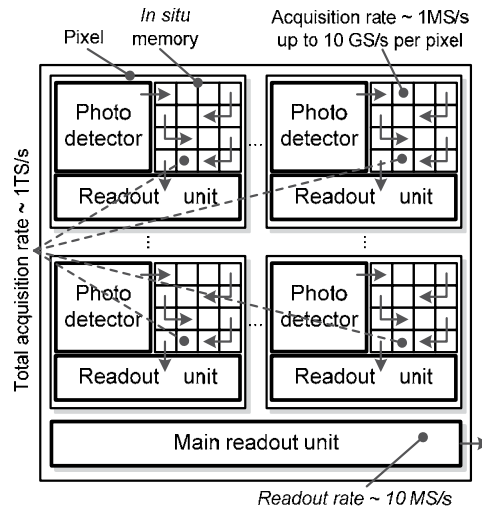 In situ
memory
Pixel
Acquisition rate ~ 1MS/s
up to 10 GS/s per pixel
Photo
detector
...
Photo
detector
Readout unit
Readout unit
Total acquisition rate ~ 1TS/s
...
...
Photo
detector
...
Photo
detector
Readout unit
Readout unit
Main readout unit
Readout rate ~ 10 MS/s